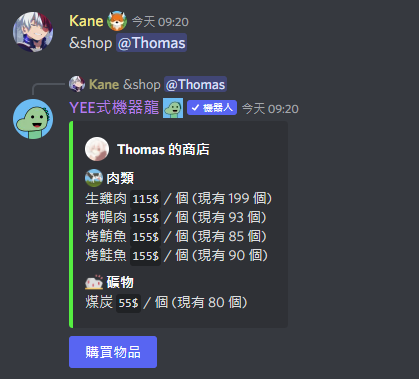 Kane 今天 09:20
&shop @Thomas
Kane &shop @Thomas
YEE式機器龍 ✓ 機器人 今天 09:20
Thomas 的商店
肉類
生雞肉 115$ / 個 (現有 199 個)
烤鴨肉 155$ / 個 (現有 93 個)
烤鮪魚 155$ / 個 (現有 85 個)
烤鮭魚 155$ / 個 (現有 90 個)
礦物
煤炭 55$ / 個 (現有 80 個)
購買物品